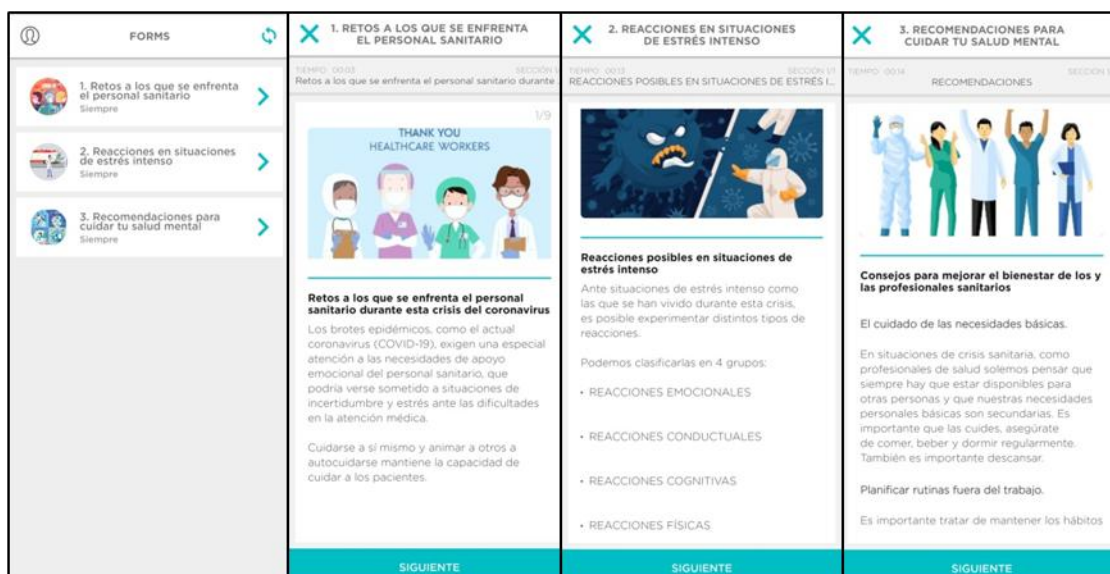 FORMS
1. Retos a los que se enfrenta
el personal sanitario
Siempre
2. Reacciones en situaciones
de estrés intenso
Siempre
3. Recomendaciones para
cuidar tu salud mental
Siempre
1. RETOS A LOS QUE SE ENFRENTA
EL PERSONAL SANITARIO
TIEMPO 00:03 SECCIÓN 1/
Retos a los que se enfrenta el personal sanitario durante
1/9
THANK YOU
HEALTHCARE WORKERS
Retos a los que se enfrenta el personal
sanitario durante esta crisis del coronavirus
Los brotes epidémicos, como el actual
coronavirus (COVID-19), exigen una especial
atención a las necesidades de apoyo
emocional del personal sanitario, que
podría verse sometido a situaciones de
incertidumbre y estrés ante las dificultades
en la atención médica.
Cuidarse a sí mismo y animar a otros a
autocuidarse mantiene la capacidad de
cuidar a los pacientes.
SIGUIENTE
2. REACCIONES EN SITUACIONES
DE ESTRÉS INTENSO
TIEMPO 00:13 SECCIÓN 1/1
REACCIONES POSIBLES EN SITUACIONES DE ESTRÉS I...
Reacciones posibles en situaciones de
estrés intenso
Ante situaciones de estrés intenso como
las que se han vivido durante esta crisis,
es posible experimentar distintos tipos de
reacciones.
Podemos clasificarlas en 4 grupos:
• REACCIONES EMOCIONALES
• REACCIONES CONDUCTUALES
• REACCIONES COGNITIVAS
• REACCIONES FÍSICAS
SIGUIENTE
3. RECOMENDACIONES PARA
CUIDAR TU SALUD MENTAL
TIEMPO 00:14 SECCIÓN 1
RECOMENDACIONES
Consejos para mejorar el bienestar de los y
las profesionales sanitarios
El cuidado de las necesidades básicas.
En situaciones de crisis sanitaria, como
profesionales de salud solemos pensar que
siempre hay que estar disponibles para
otras personas y que nuestras necesidades
personales básicas son secundarias. Es
importante que las cuides, asegúrate
de comer, beber y dormir regularmente.
También es importante descansar.
Planificar rutinas fuera del trabajo.
Es importante tratar de mantener los hábitos
SIGUIENTE